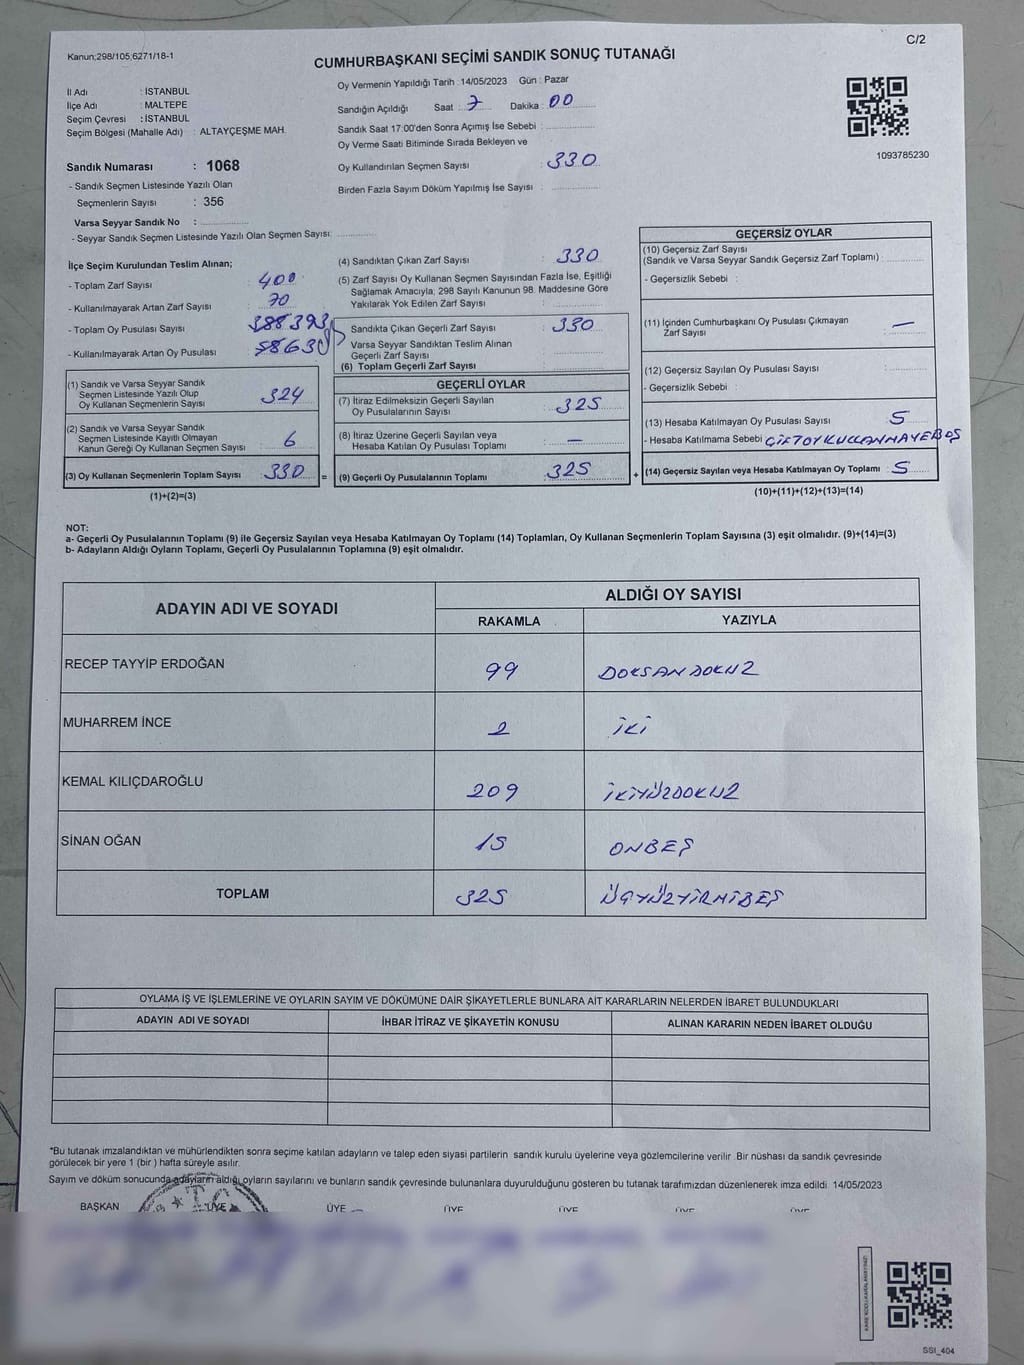 C/2
Kanun;298/105;6271/18-1
CUMHURBAŞKANI SEÇİMİ SANDIK SONUÇ TUTANAĞI
İl Adı : İSTANBUL
İlçe Adı : MALTEPE
Seçim Çevresi : İSTANBUL
Seçim Bölgesi (Mahalle Adı) : ALTAYÇEŞME MAH.
Sandık Numarası : 1068
- Sandık Seçmen Listesinde Yazılı Olan
Seçmenlerin Sayısı : 356
Varsa Seyyar Sandık No :
- Seyyar Sandık Seçmen Listesinde Yazılı Olan Seçmen Sayısı:
Oy Vermenin Yapıldığı Tarih : 14/05/2023 Gün : Pazar
Sandığın Açıldığı Saat : 7 Dakika : 00
Sandık Saat 17:00'den Sonra Açımış İse Sebebi :
Oy Verme Saati Bitiminde Sırada Bekleyen ve
Oy Kullandırılan Seçmen Sayısı : 330
Birden Fazla Sayım Döküm Yapılmış İse Sayısı :
1093785230
İlçe Seçim Kurulundan Teslim Alınan;
- Toplam Zarf Sayısı : 400
- Kullanılmayarak Artan Zarf Sayısı : 70
- Toplam Oy Pusulası Sayısı : 388 393
- Kullanılmayarak Artan Oy Pusulası : 58 63
(1) Sandık ve Varsa Seyyar Sandık
Seçmen Listesinde Yazılı Olup
Oy Kullanan Seçmenlerin Sayısı : 324
(2) Sandık ve Varsa Seyyar Sandık
Seçmen Listesinde Kayıtlı Olmayan
Kanun Gereği Oy Kullanan Seçmen Sayısı : 6
(3) Oy Kullanan Seçmenlerin Toplam Sayısı : 330
(1)+(2)=(3)
(4) Sandıktan Çıkan Zarf Sayısı : 330
(5) Zarf Sayısı Oy Kullanan Seçmen Sayısından Fazla İse, Eşitliği
Sağlamak Amacıyla; 298 Sayılı Kanunun 98. Maddesine Göre
Yakılarak Yok Edilen Zarf Sayısı :
Sandıkta Çıkan Geçerli Zarf Sayısı : 330
Varsa Seyyar Sandıktan Teslim Alınan
Geçerli Zarf Sayısı :
(6) Toplam Geçerli Zarf Sayısı :
GEÇERLİ OYLAR
(7) İtiraz Edilmeksizin Geçerli Sayılan
Oy Pusulalarının Sayısı : 325
(8) İtiraz Üzerine Geçerli Sayılan veya
Hesaba Katılan Oy Pusulası Toplamı : —
= (9) Geçerli Oy Pusulalarının Toplamı : 325
GEÇERSİZ OYLAR
(10) Geçersiz Zarf Sayısı
(Sandık ve Varsa Seyyar Sandık Geçersiz Zarf Toplamı) :
- Geçersizlik Sebebi :
(11) İçinden Cumhurbaşkanı Oy Pusulası Çıkmayan
Zarf Sayısı : —
(12) Geçersiz Sayılan Oy Pusulası Sayısı :
- Geçersizlik Sebebi :
(13) Hesaba Katılmayan Oy Pusulası Sayısı : 5
- Hesaba Katılmama Sebebi : ÇİFT OY KULLANMA VE BOŞ
+ (14) Geçersiz Sayılan veya Hesaba Katılmayan Oy Toplamı : 5
(10)+(11)+(12)+(13)=(14)
NOT:
a- Geçerli Oy Pusulalarının Toplamı (9) ile Geçersiz Sayılan veya Hesaba Katılmayan Oy Toplamı (14) Toplamları, Oy Kullanan Seçmenlerin Toplam Sayısına (3) eşit olmalıdır. (9)+(14)=(3)
b- Adayların Aldığı Oyların Toplamı, Geçerli Oy Pusulalarının Toplamına (9) eşit olmalıdır.
ADAYIN ADI VE SOYADI ALDIĞI OY SAYISI
RAKAMLA YAZIYLA
RECEP TAYYİP ERDOĞAN 99 DOKSANDOKUZ
MUHARREM İNCE 2 İKİ
KEMAL KILIÇDAROĞLU 209 İKİYÜZDOKUZ
SİNAN OĞAN 15 ONBEŞ
TOPLAM 325 ÜÇYÜZYİRMİBEŞ
OYLAMA İŞ VE İŞLEMLERİNE VE OYLARIN SAYIM VE DÖKÜMÜNE DAİR ŞİKAYETLERLE BUNLARA AİT KARARLARIN NELERDEN İBARET BULUNDUKLARI
ADAYIN ADI VE SOYADI İHBAR İTİRAZ VE ŞİKAYETİN KONUSU ALINAN KARARIN NEDEN İBARET OLDUĞU
*Bu tutanak imzalandıktan ve mühürlendikten sonra seçime katılan adayların ve talep eden siyasi partilerin sandık kurulu üyelerine veya gözlemcilerine verilir .Bir nüshası da sandık çevresinde
görülecek bir yere 1 (bir ) hafta süreyle asılır.
Sayım ve döküm sonucunda adayların aldığı oyların sayılarını ve bunların sandık çevresinde bulunanlara duyurulduğunu gösteren bu tutanak tarafımızdan düzenlenerek imza edildi. 14/05/2023
BAŞKAN ÜYE ÜYE ÜYE ÜYE ÜYE ÜYE
SSI_404